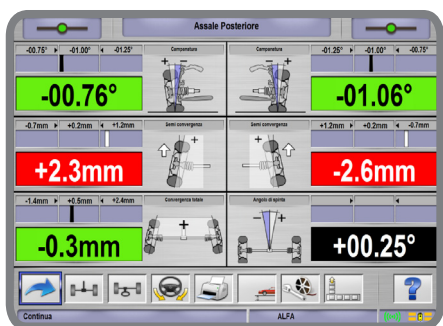 Assale Posteriore
-00.75° -01.00° -01.25°
Campanatura
Campanatura
-01.25° -01.00° -00.75°
-00.76°
-01.06°
-0.7mm +0.2mm +1.2mm
Semi convergenza
Semi convergenza
+1.2mm +0.2mm -0.7mm
+2.3mm
-2.6mm
-1.4mm +0.5mm +2.4mm
Convergenza totale
Angolo di spinta
-0.3mm
+00.25°
Continua
ALFA